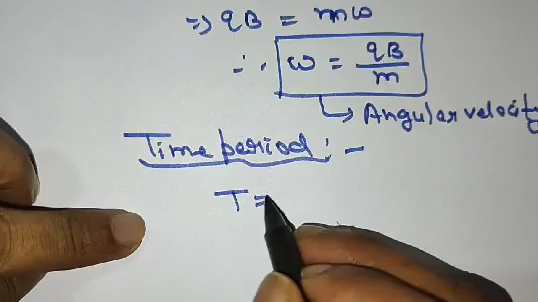 => qB = mω
∴ ω = qB/m
→ Angular velocity
Time period :-
T =